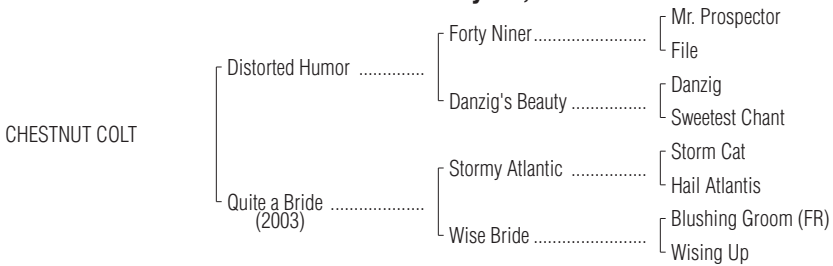 Mr. Prospector
Forty Niner..........................
File
Distorted Humor ..............
Danzig
Danzig's Beauty .................
Sweetest Chant
CHESTNUT COLT
Storm Cat
Stormy Atlantic .................
Hail Atlantis
Quite a Bride .....................
(2003)
Blushing Groom (FR)
Wise Bride ..........................
Wising Up